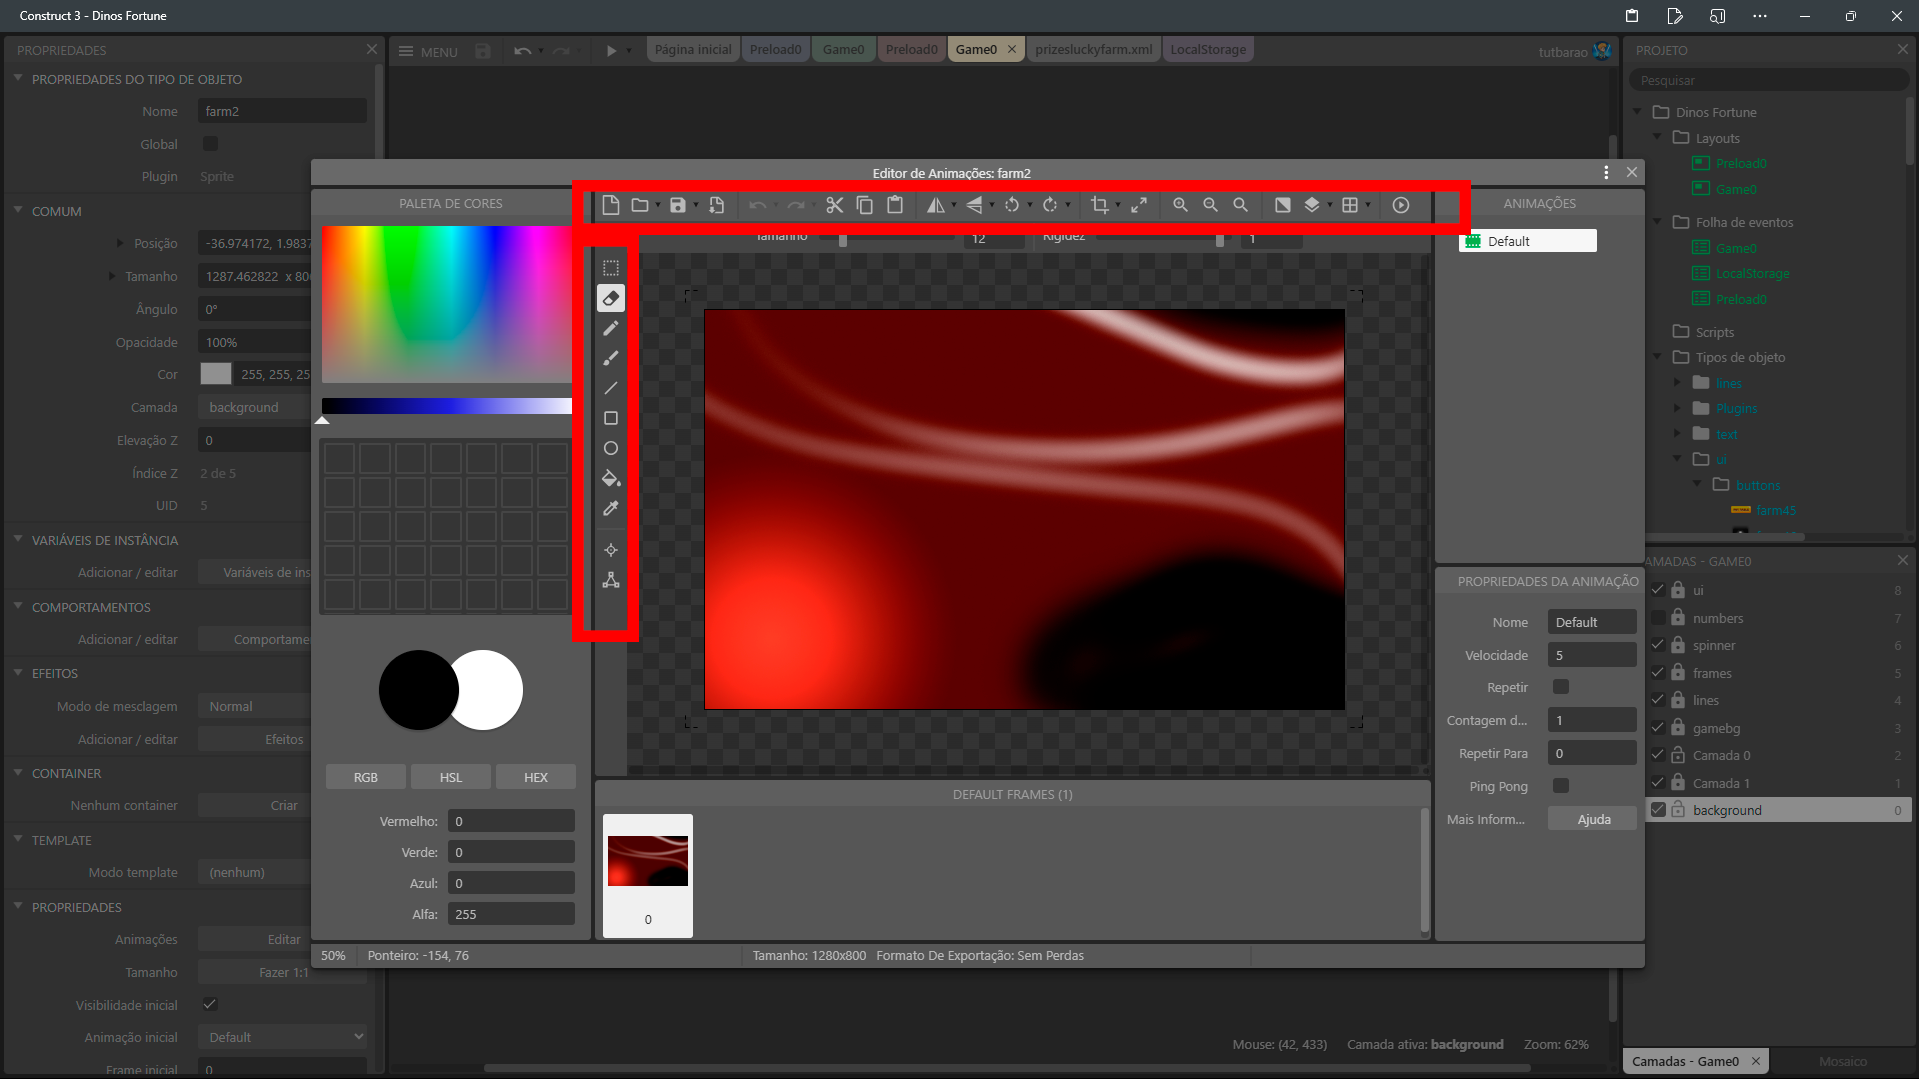 Construct 3 - Dinos Fortune
PROPRIEDADES
PROPRIEDADES DO TIPO DE OBJETO
Nome farm2
Global
Plugin Sprite
COMUM
Posição -36.974172, 1.9837
Tamanho 1287.462822 x 80
Ângulo 0°
Opacidade 100%
Cor 255, 255, 25
Camada background
Elevação Z 0
Índice Z 2 de 5
UID 5
VARIÁVEIS DE INSTÂNCIA
Adicionar / editar Variáveis de ins
COMPORTAMENTOS
Adicionar / editar Comportame
EFEITOS
Modo de mesclagem Normal
Adicionar / editar Efeitos
CONTAINER
Nenhum container Criar
TEMPLATE
Modo template (nenhum)
PROPRIEDADES
Animações Editar
Tamanho Fazer 1:1
Visibilidade inicial
Animação inicial Default
Frame inicial 0
MENU
Página inicial Preload0 Game0 Preload0 Game0 prizesluckyfarm.xml LocalStorage
tutbarao
Editor de Animações: farm2
PALETA DE CORES
RGB HSL HEX
Vermelho: 0
Verde: 0
Azul: 0
Alfa: 255
Tamanho 12 Rigidez 1
DEFAULT FRAMES (1)
0
50% Ponteiro: -154, 76 Tamanho: 1280x800 Formato De Exportação: Sem Perdas
ANIMAÇÕES
Default
PROPRIEDADES DA ANIMAÇÃO
Nome Default
Velocidade 5
Repetir
Contagem d... 1
Repetir Para 0
Ping Pong
Mais Inform... Ajuda
Mouse: (42, 433) Camada ativa: background Zoom: 62%
PROJETO
Pesquisar
Dinos Fortune
Layouts
Preload0
Game0
Folha de eventos
Game0
LocalStorage
Preload0
Scripts
Tipos de objeto
lines
Plugins
text
ui
buttons
farm45
AMADAS - GAME0
ui 8
numbers 7
spinner 6
frames 5
lines 4
gamebg 3
Camada 0 2
Camada 1 1
background 0
Camadas - Game0 Mosaico